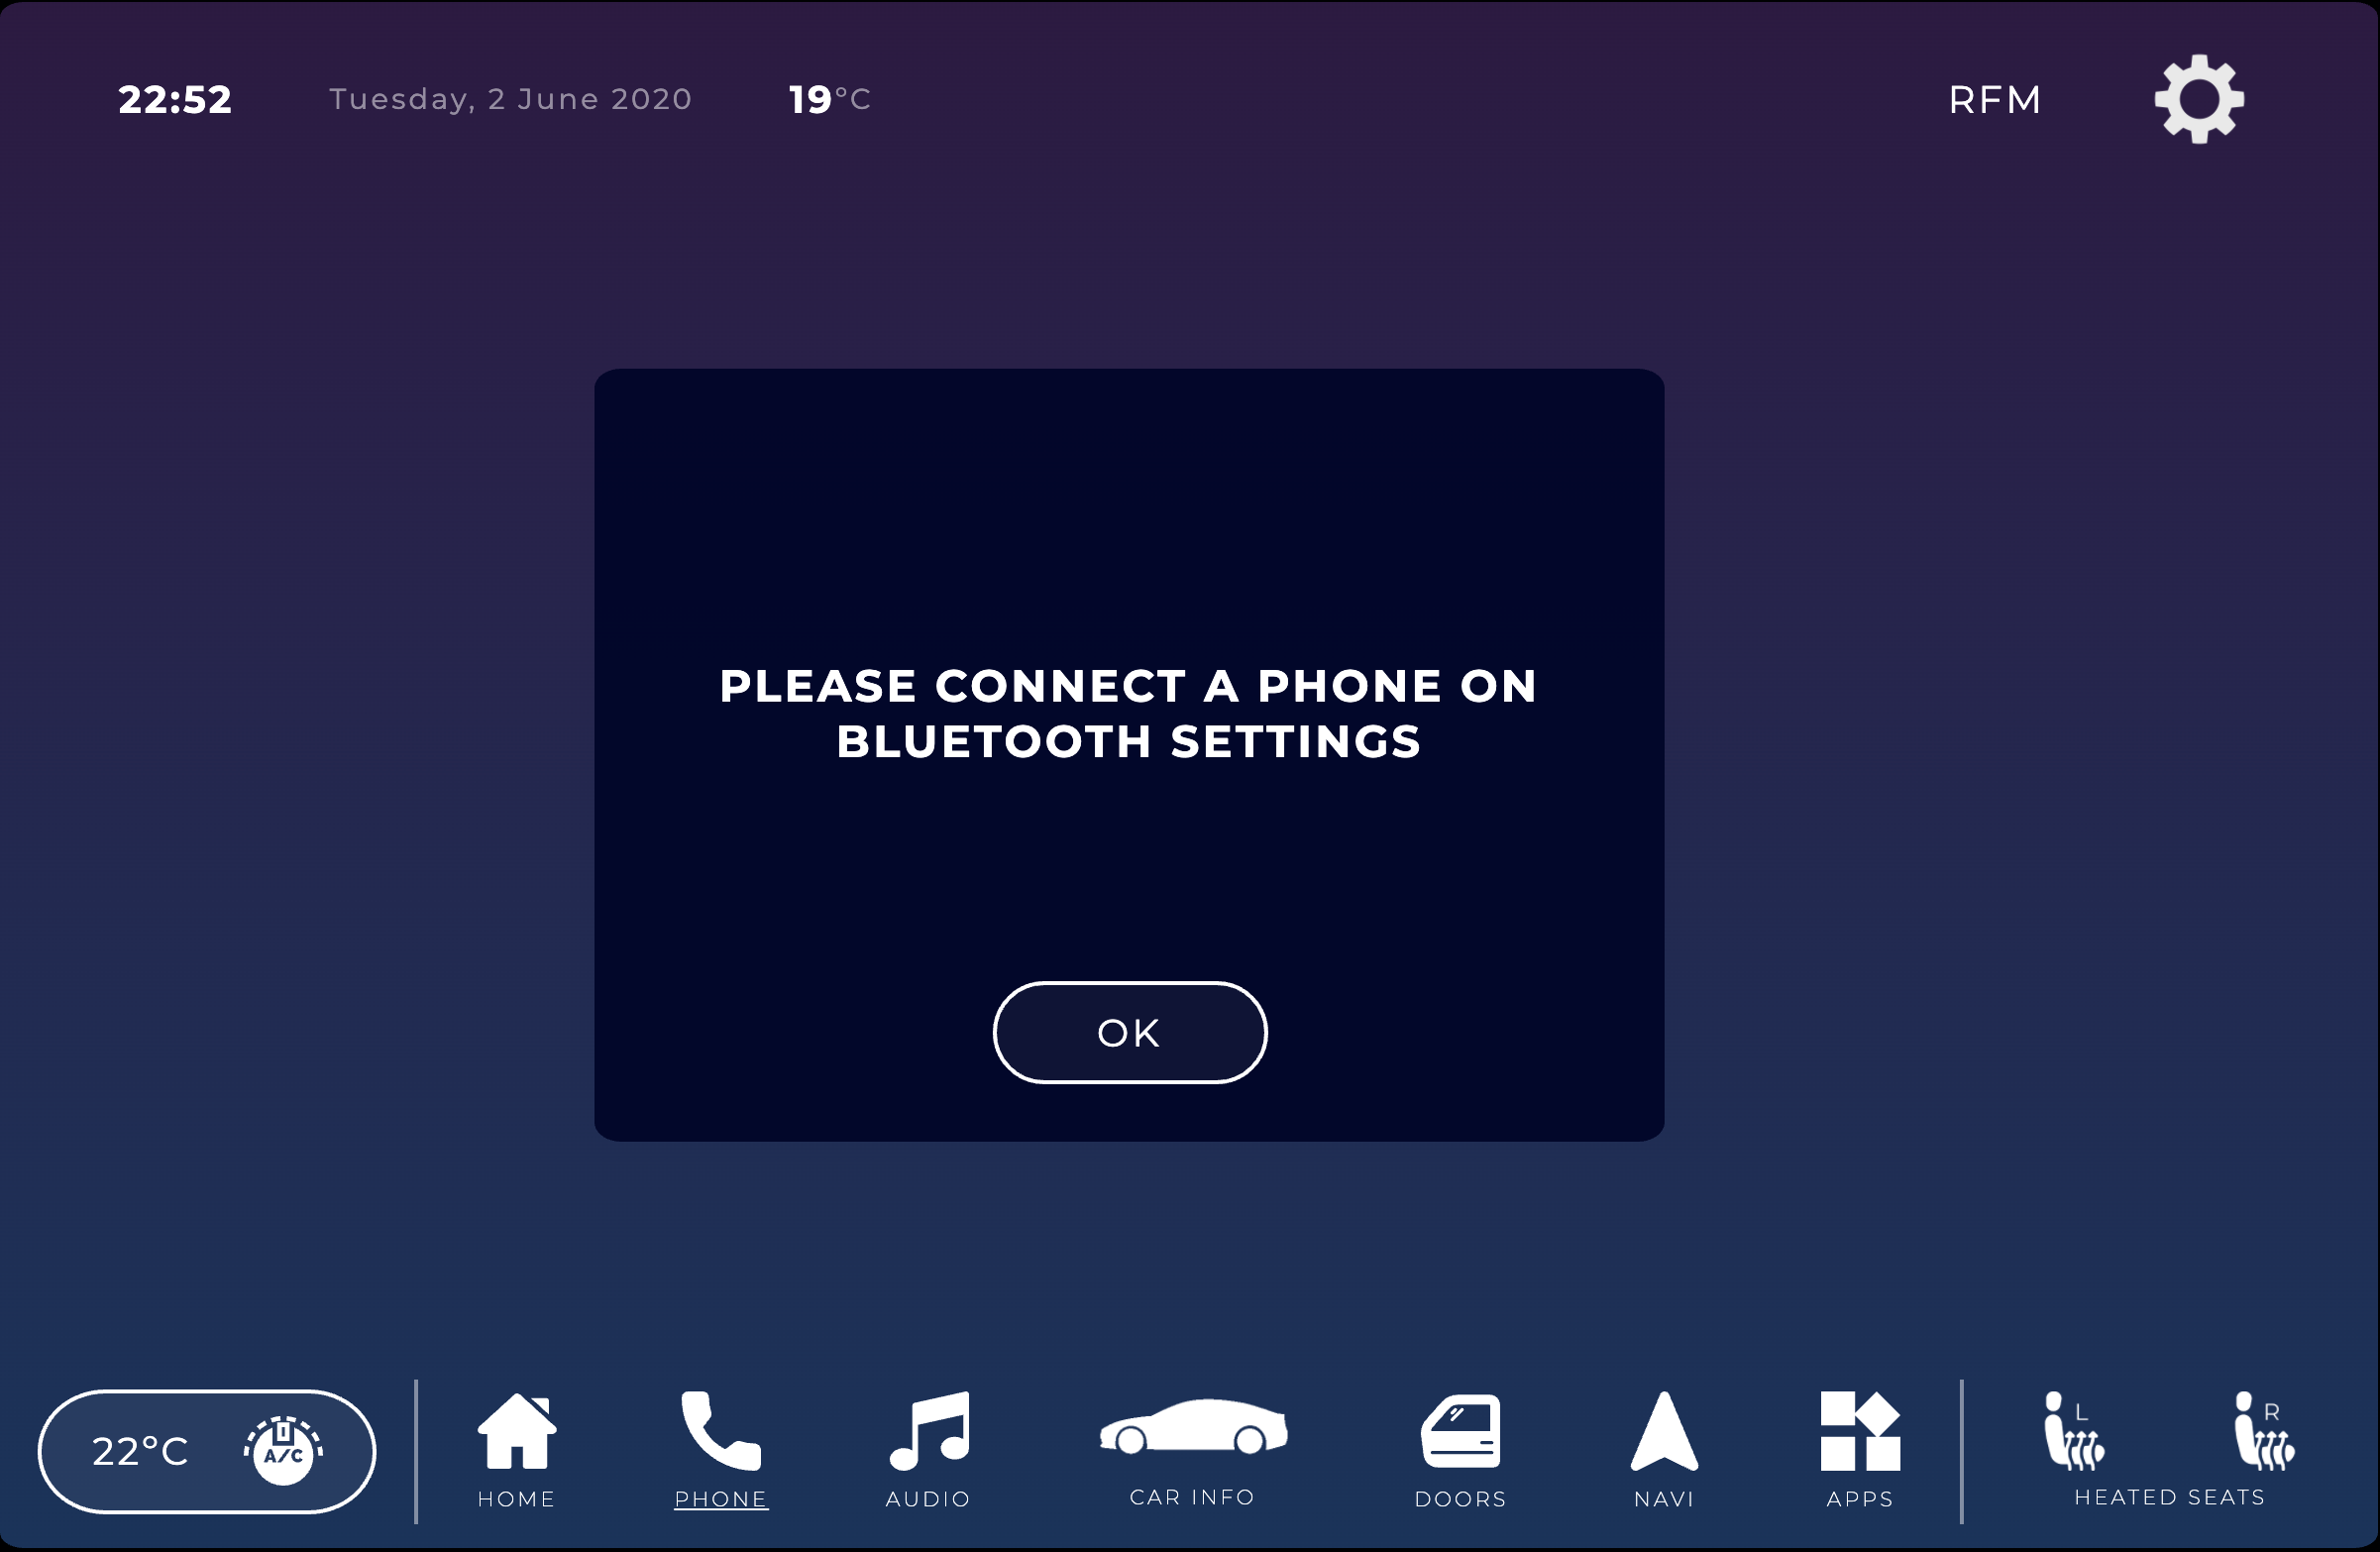 22:52 Tuesday, 2 June 2020 19°C RFM
PLEASE CONNECT A PHONE ON
BLUETOOTH SETTINGS
OK
22°C A/C
L R
HOME PHONE AUDIO CAR INFO DOORS NAVI APPS HEATED SEATS